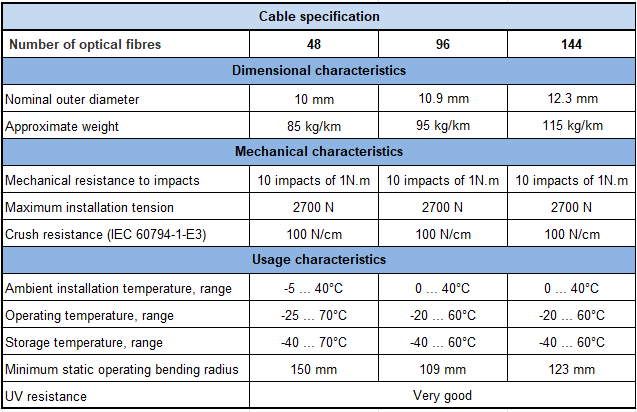 Cable specification
Number of optical fibres 48 96 144
Dimensional characteristics
Nominal outer diameter 10 mm 10.9 mm 12.3 mm
Approximate weight 85 kg/km 95 kg/km 115 kg/km
Mechanical characteristics
Mechanical resistance to impacts 10 impacts of 1N.m 10 impacts of 1N.m 10 impacts of 1N.m
Maximum installation tension 2700 N 2700 N 2700 N
Crush resistance (IEC 60794-1-E3) 100 N/cm 100 N/cm 100 N/cm
Usage characteristics
Ambient installation temperature, range -5 … 40°C 0 … 40°C 0 … 40°C
Operating temperature, range -25 … 70°C -20 … 60°C -20 … 60°C
Storage temperature, range -40 … 70°C -40 … 60°C -40 … 60°C
Minimum static operating bending radius 150 mm 109 mm 123 mm
UV resistance Very good